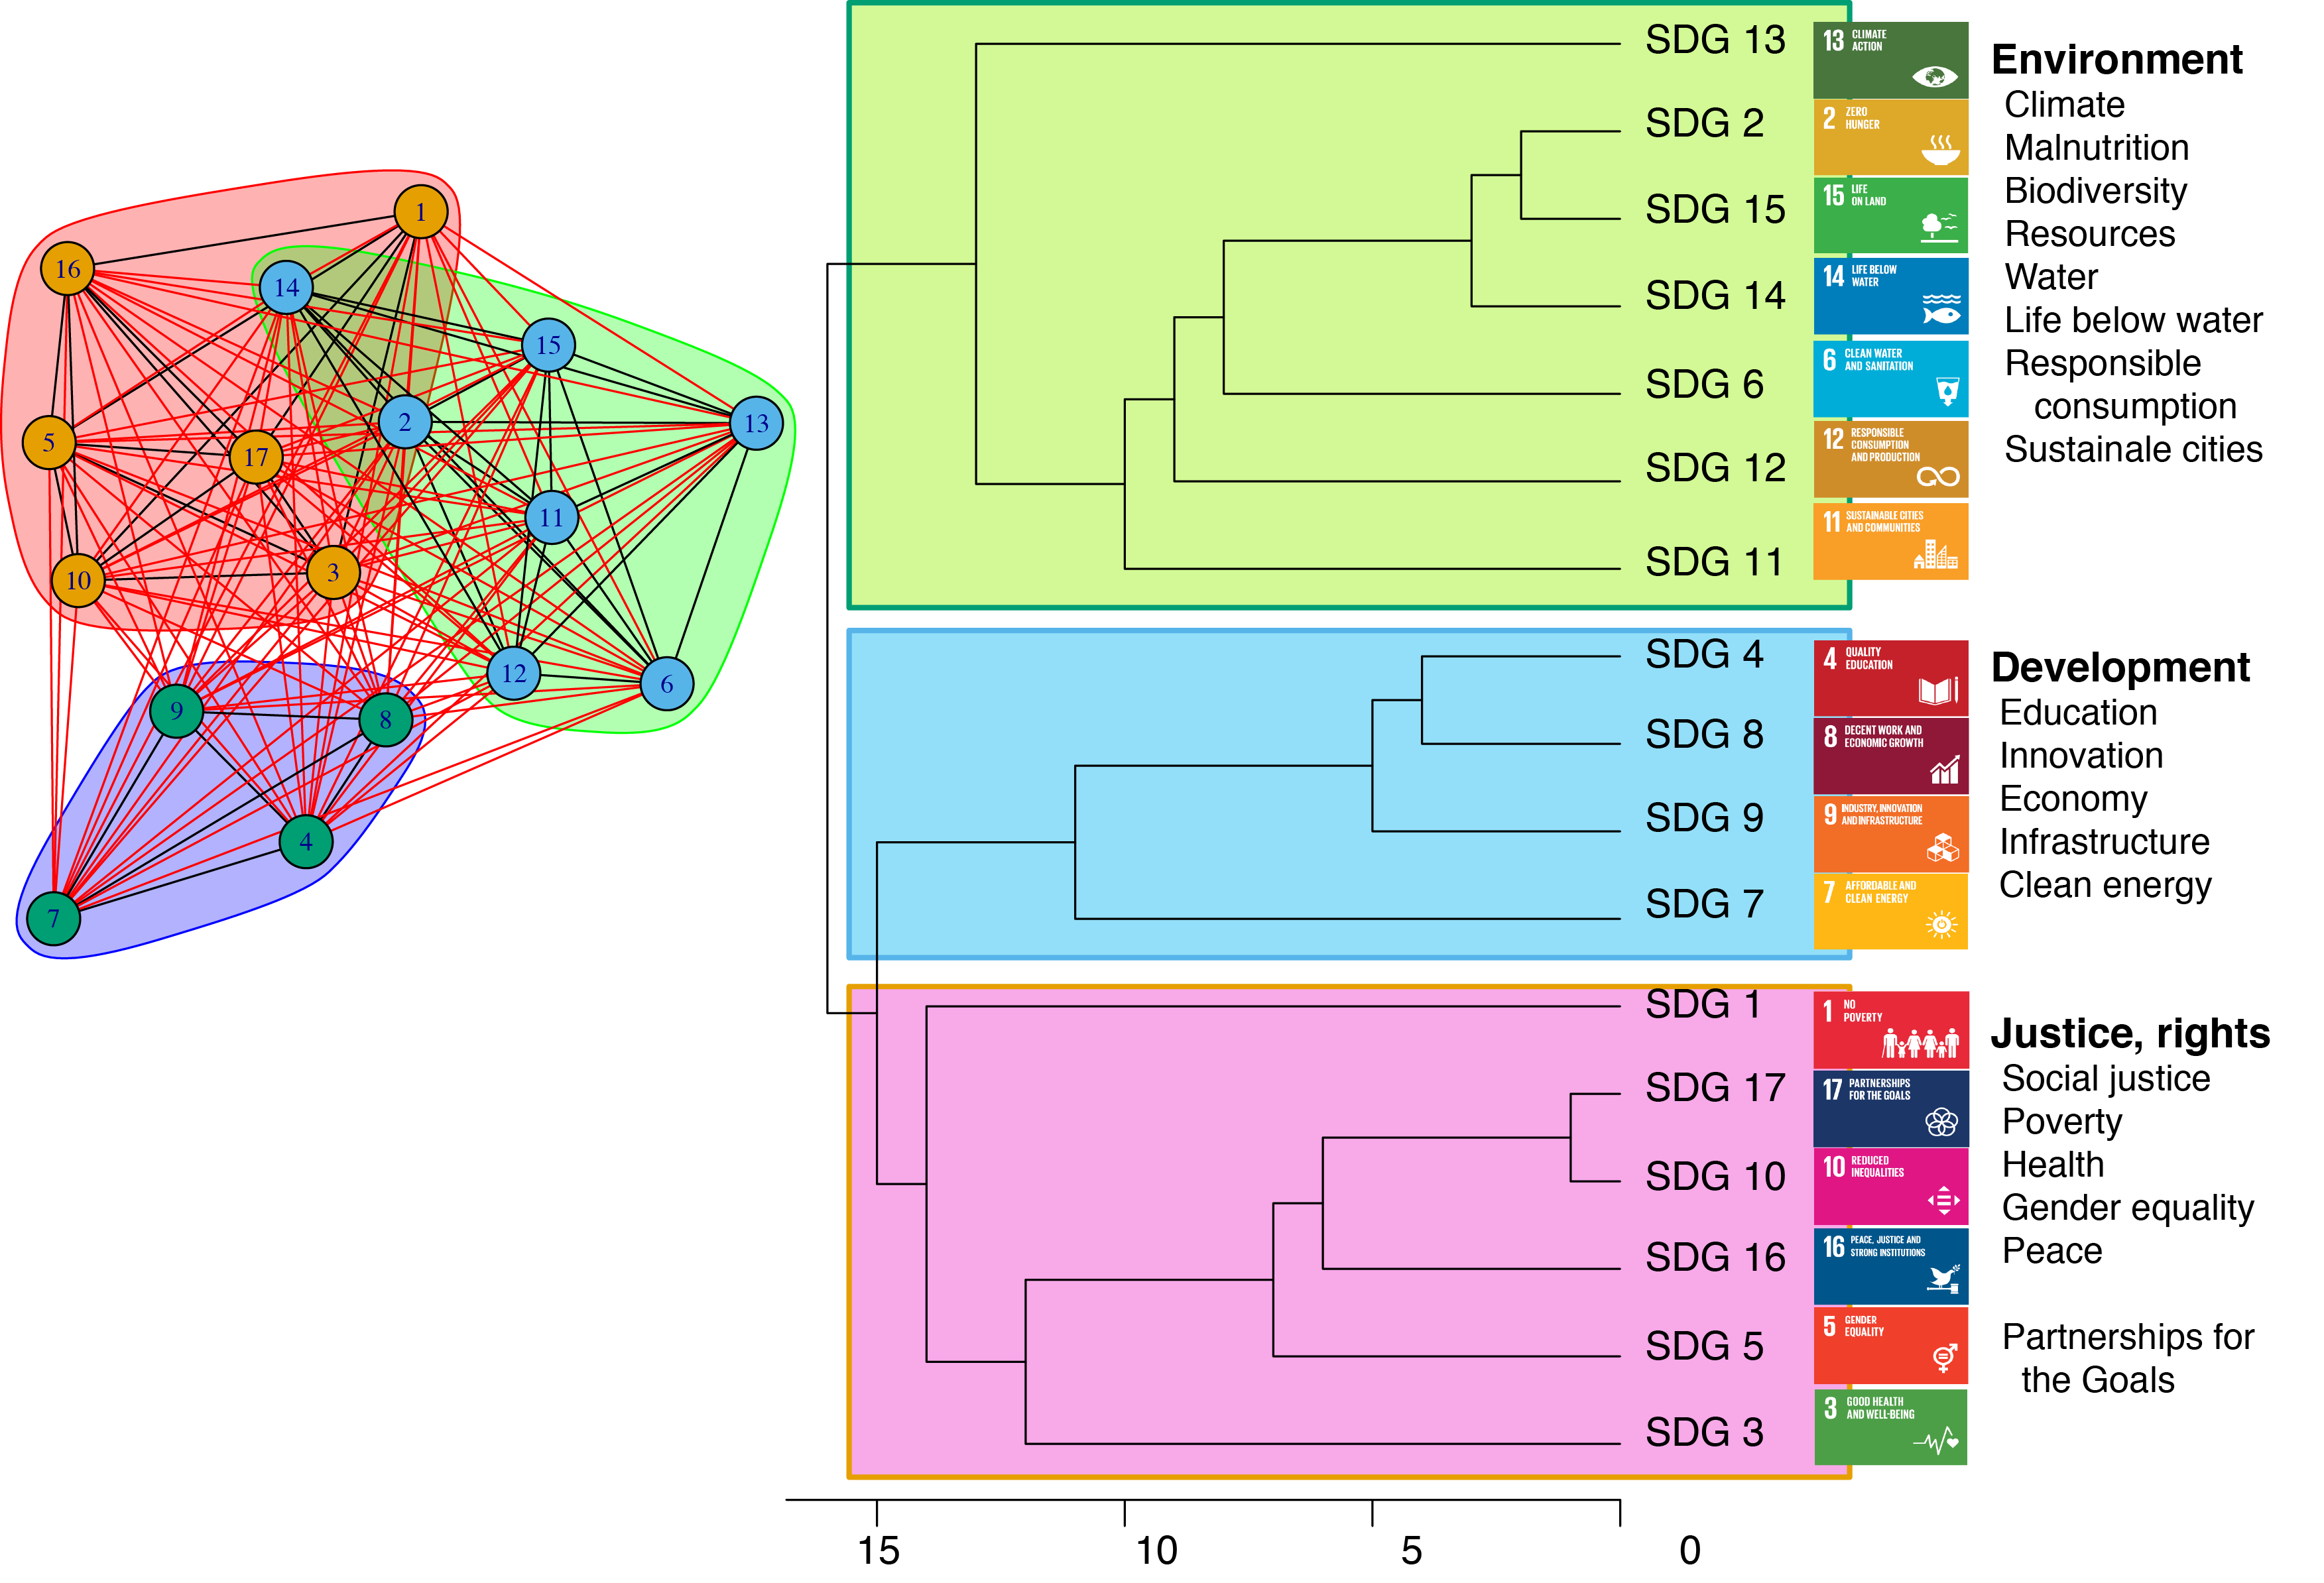 1
16
14
15
2
13
5
17
11
10
3
12
6
9
8
4
7
SDG 13
SDG 2
SDG 15
SDG 14
SDG 6
SDG 12
SDG 11
SDG 4
SDG 8
SDG 9
SDG 7
SDG 1
SDG 17
SDG 10
SDG 16
SDG 5
SDG 3
15
10
5
0
13 CLIMATE
ACTION
2 ZERO
HUNGER
15 LIFE
ON LAND
14 LIFE BELOW
WATER
6 CLEAN WATER
AND SANITATION
12 RESPONSIBLE
CONSUMPTION
AND PRODUCTION
11 SUSTAINABLE CITIES
AND COMMUNITIES
4 QUALITY
EDUCATION
8 DECENT WORK AND
ECONOMIC GROWTH
9 INDUSTRY, INNOVATION
AND INFRASTRUCTURE
7 AFFORDABLE AND
CLEAN ENERGY
1 NO
POVERTY
17 PARTNERSHIPS
FOR THE GOALS
10 REDUCED
INEQUALITIES
16 PEACE, JUSTICE AND
STRONG INSTITUTIONS
5 GENDER
EQUALITY
3 GOOD HEALTH
AND WELL-BEING
Environment
Climate
Malnutrition
Biodiversity
Resources
Water
Life below water
Responsible
consumption
Sustainale cities
Development
Education
Innovation
Economy
Infrastructure
Clean energy
Justice, rights
Social justice
Poverty
Health
Gender equality
Peace
Partnerships for
the Goals